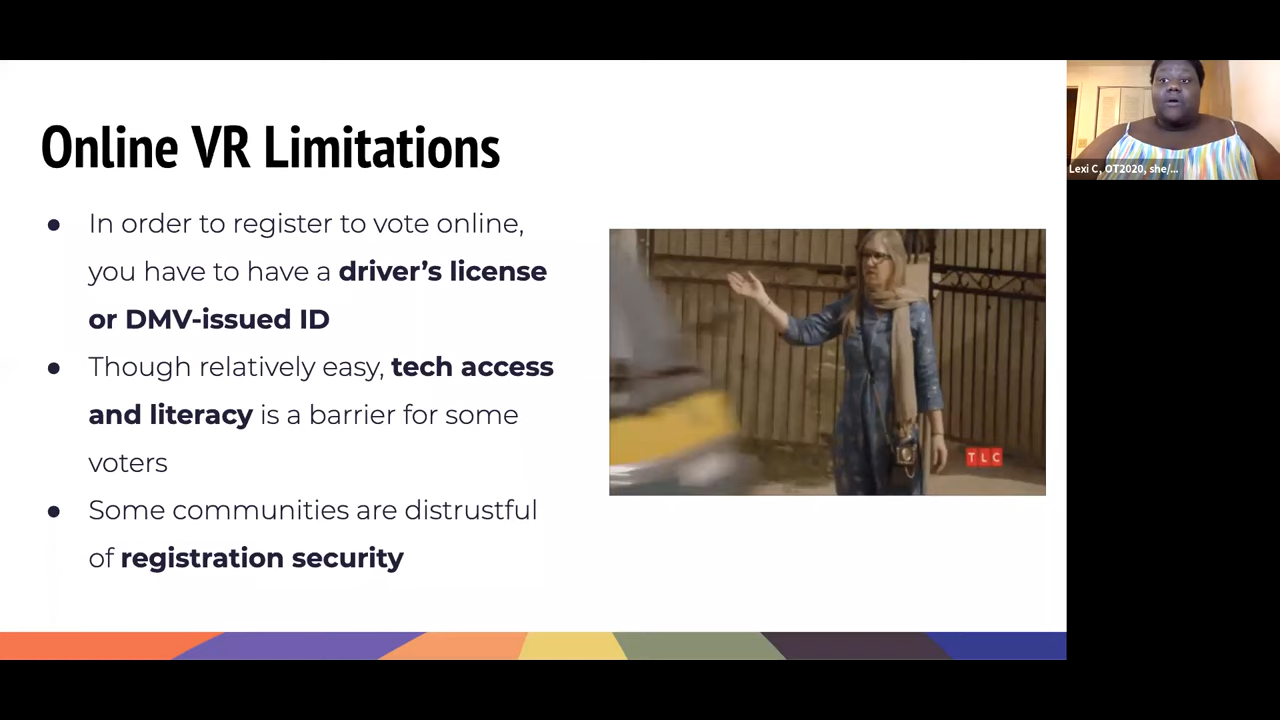 Online VR Limitations
● In order to register to vote online,
you have to have a driver's license
or DMV-issued ID
● Though relatively easy, tech access
and literacy is a barrier for some
voters
● Some communities are distrustful
of registration security
TLC
Lexi C, OT2020, she/...